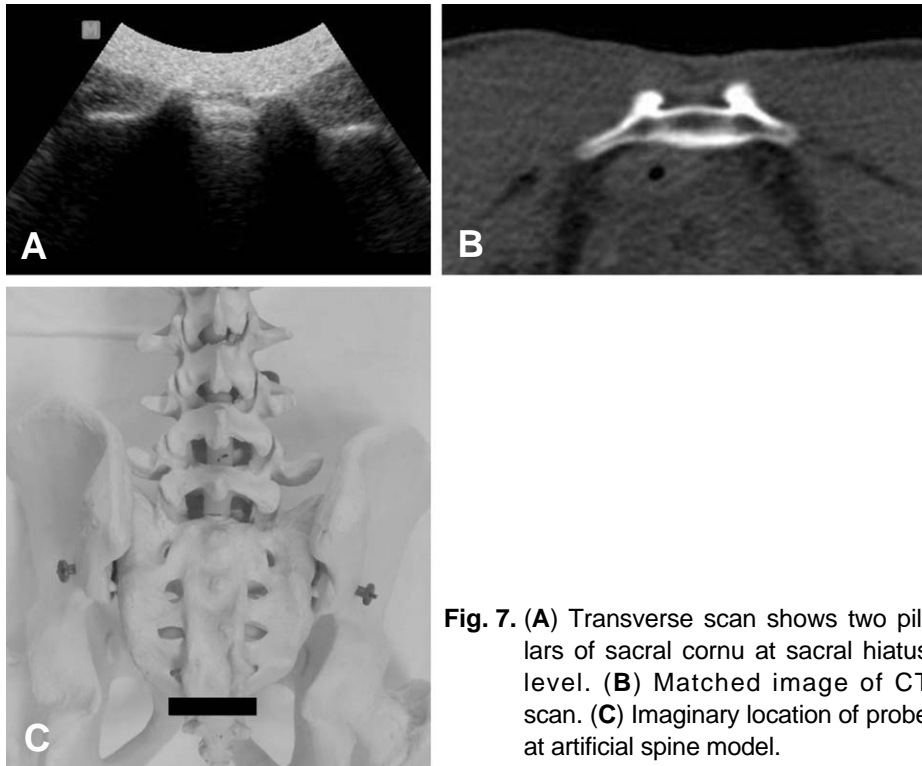 M
A
B
C
Fig. 7. (A) Transverse scan shows two pil-
lars of sacral cornu at sacral hiatus
level. (B) Matched image of CT
scan. (C) Imaginary location of probe
at artificial spine model.